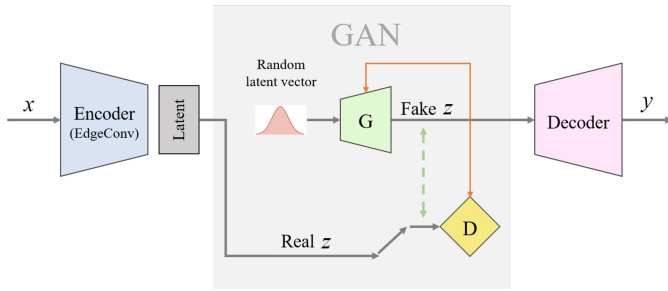 GAN
Random
latent vector
x
Encoder
(EdgeConv)
Latent
G
Fake z
Decoder
y
D
Real z